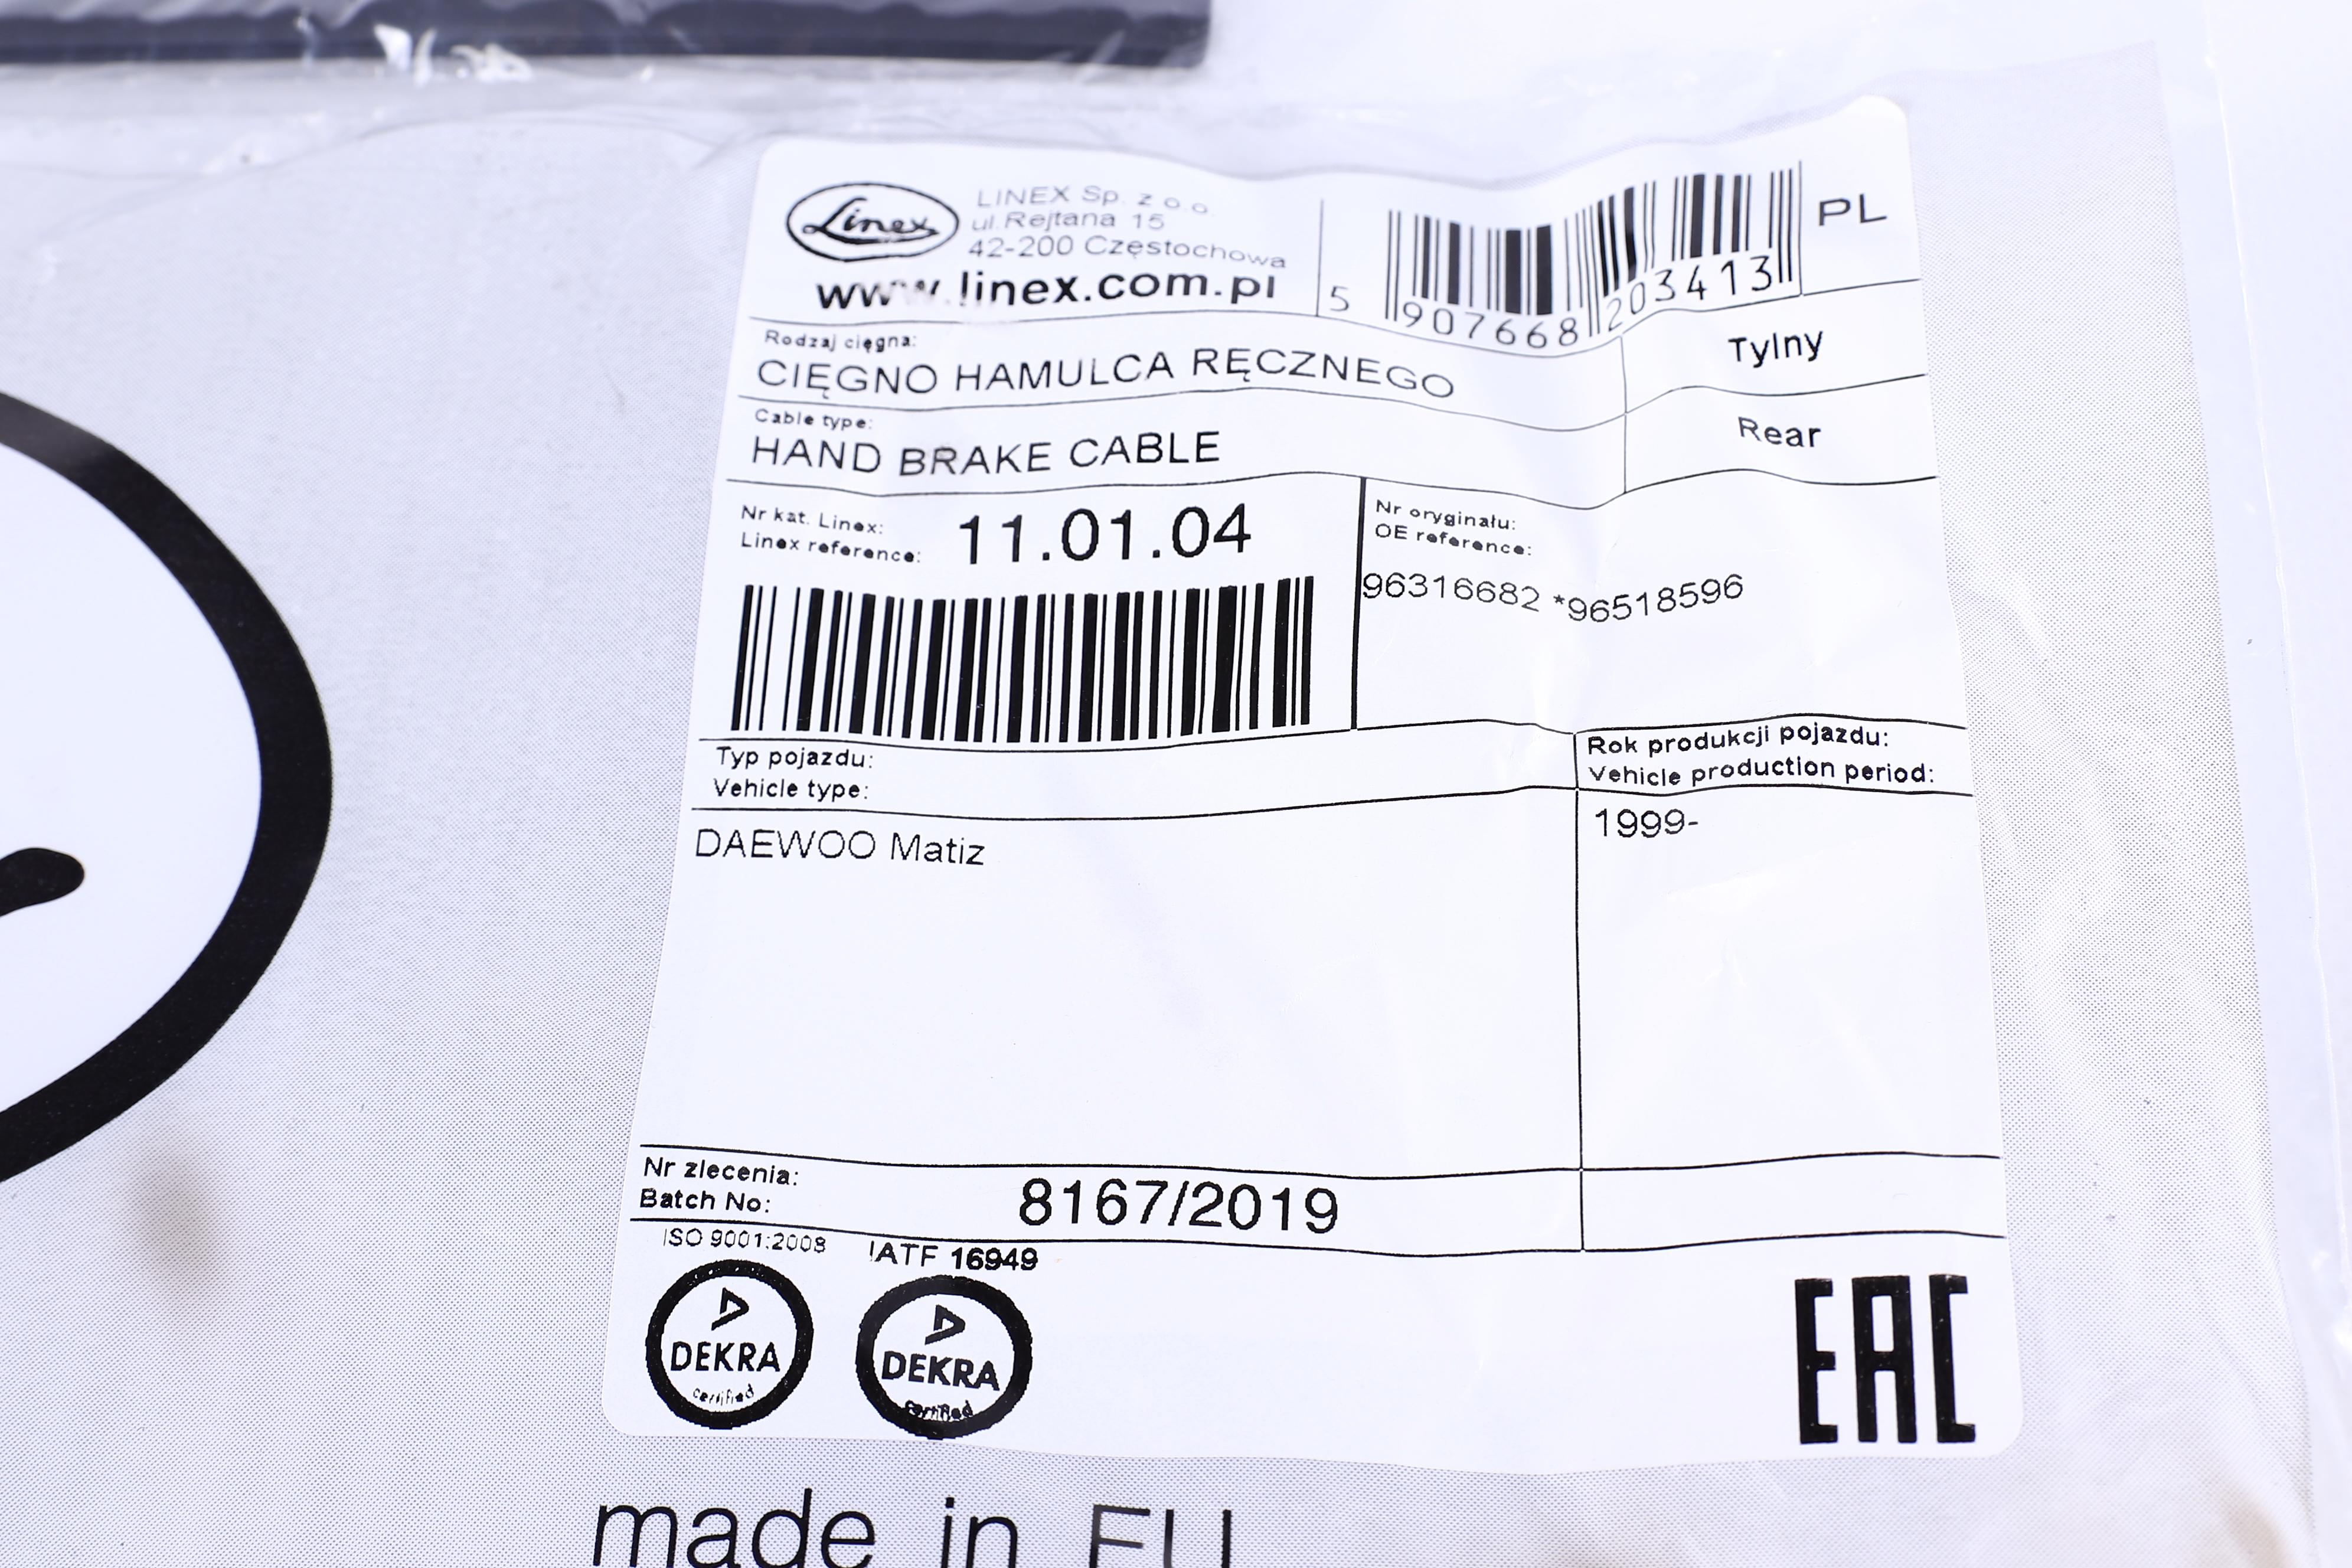 Linex
LINEX Sp. z o.o
ul.Rejtana 15
42-200 Częstochowa
www.linex.com.pl
5 907668 203413
PL
Rodzaj cięgna:
CIĘGNO HAMULCA RĘCZNEGO
Tylny
Cable type:
HAND BRAKE CABLE
Rear
Nr kat. Linex:
Linex reference:
11.01.04
Nr oryginału:
OE reference:
96316682 *96518596
Typ pojazdu:
Vehicle type:
Rok produkcji pojazdu:
Vehicle production period:
DAEWOO Matiz
1999-
Nr zlecenia:
Batch No:
8167/2019
ISO 9001:2008
IATF 16949
DEKRA
certified
DEKRA
certified
EAC
made in EU